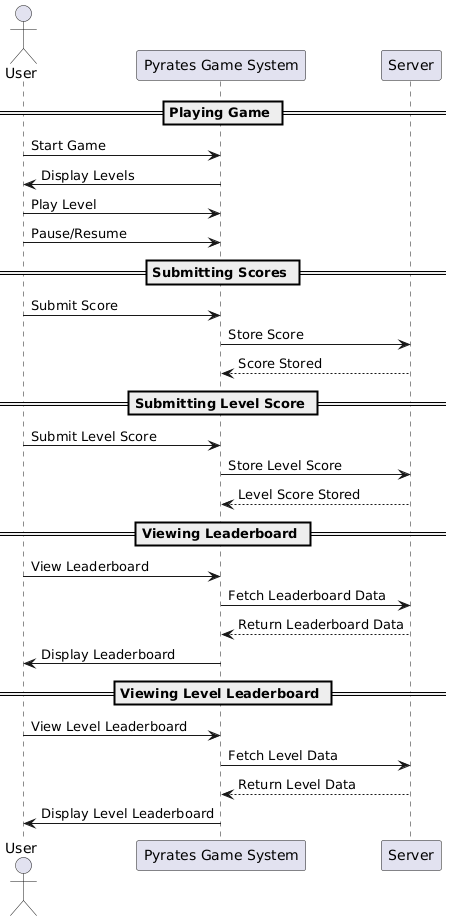 User
Pyrates Game System
Server
Playing Game
Start Game
Display Levels
Play Level
Pause/Resume
Submitting Scores
Submit Score
Store Score
Score Stored
Submitting Level Score
Submit Level Score
Store Level Score
Level Score Stored
Viewing Leaderboard
View Leaderboard
Fetch Leaderboard Data
Return Leaderboard Data
Display Leaderboard
Viewing Level Leaderboard
View Level Leaderboard
Fetch Level Data
Return Level Data
Display Level Leaderboard
User
Pyrates Game System
Server